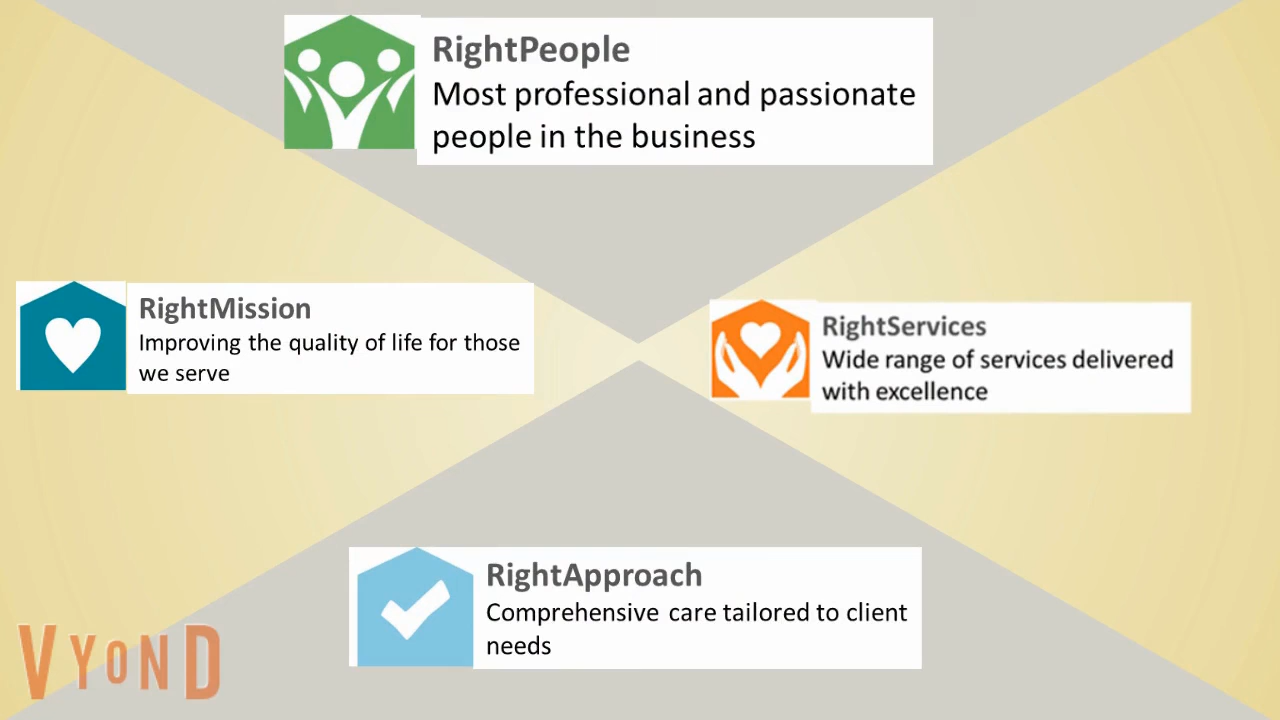 RightPeople
Most professional and passionate
people in the business
RightMission
Improving the quality of life for those
we serve
RightServices
Wide range of services delivered
with excellence
RightApproach
Comprehensive care tailored to client
needs
VYOND